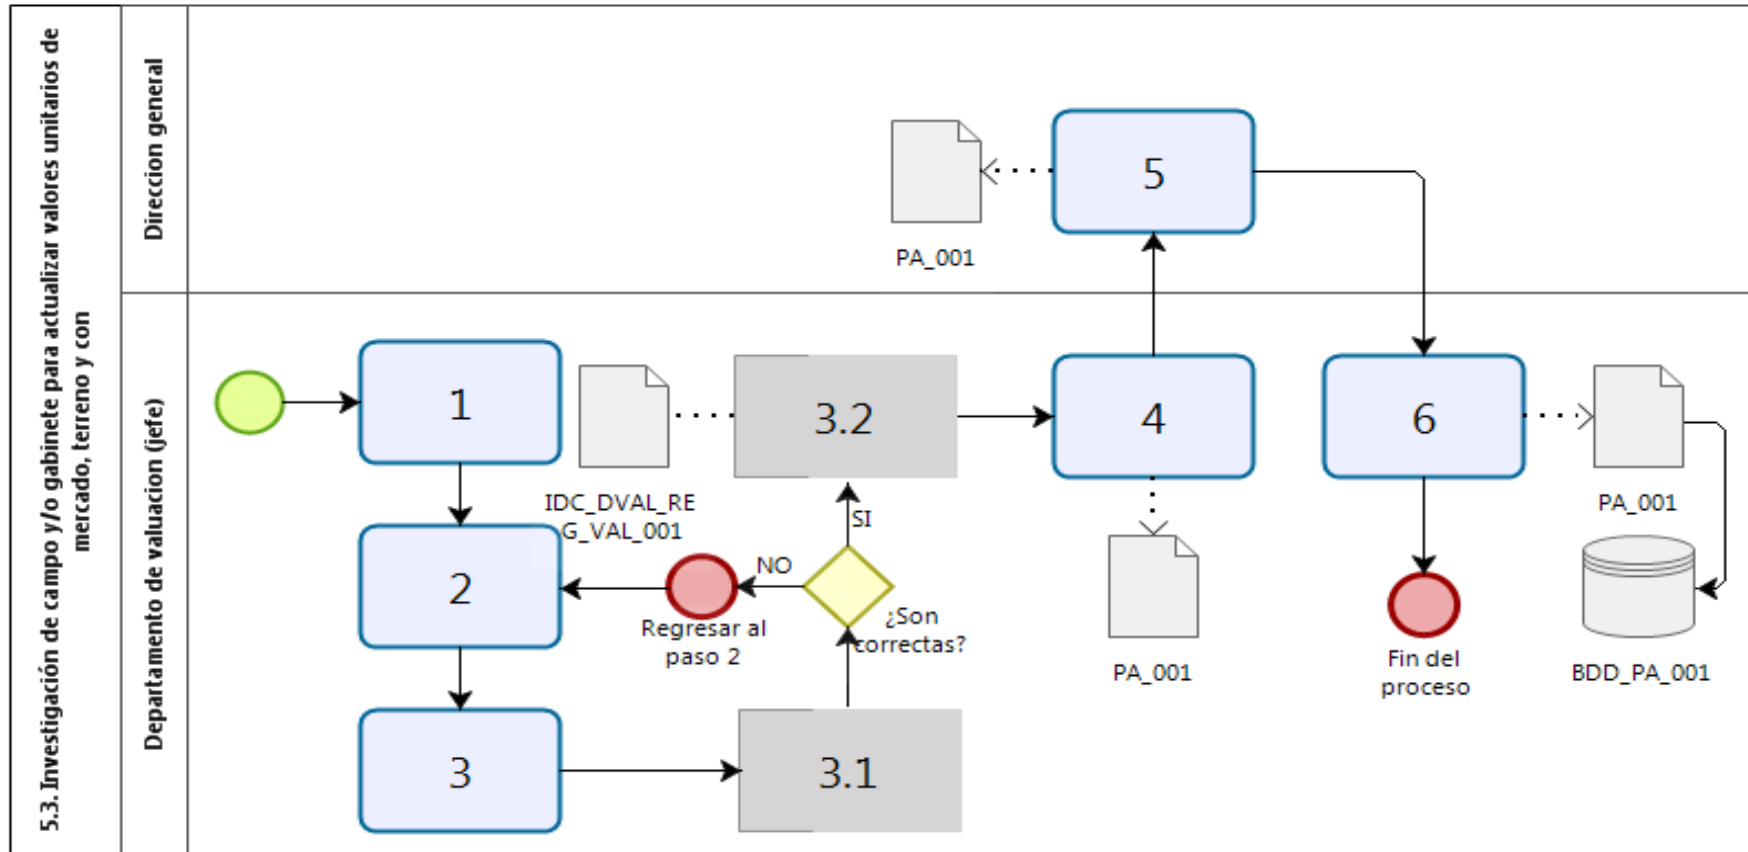 5.3. Investigación de campo y/o gabinete para actualizar valores unitarios de
mercado, terreno y con
Direccion general
5
PA_001
Departamento de valuacion (jefe)
1
IDC_DVAL_RE
G_VAL_001
3.2
4
6
PA_001
SI
2
NO
Regresar al
paso 2
¿Son
correctas?
PA_001
Fin del
proceso
BDD_PA_001
3
3.1